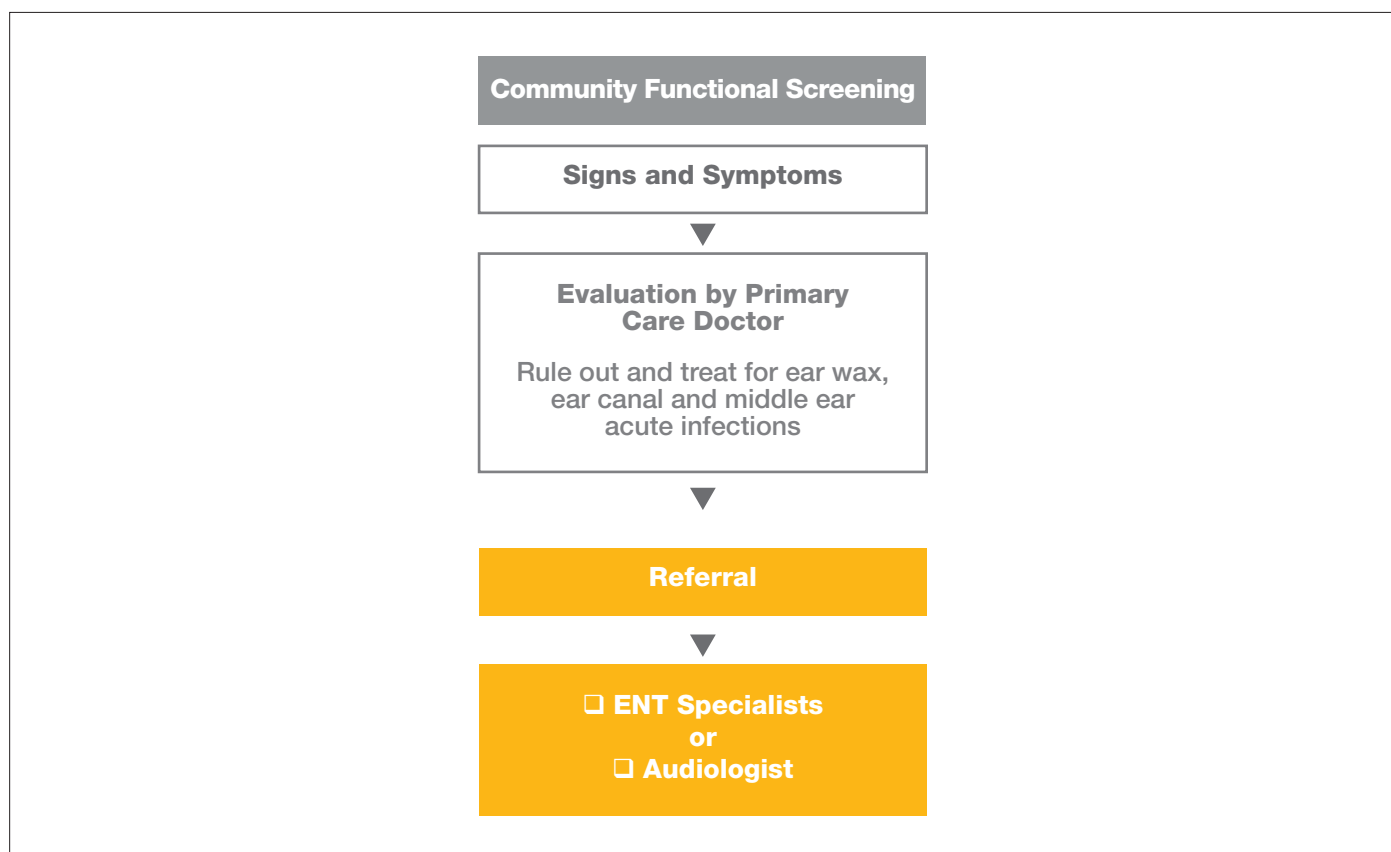 Community Functional Screening
Signs and Symptoms
Evaluation by Primary
Care Doctor
Rule out and treat for ear wax,
ear canal and middle ear
acute infections
Referral
❑ ENT Specialists
or
❑ Audiologist